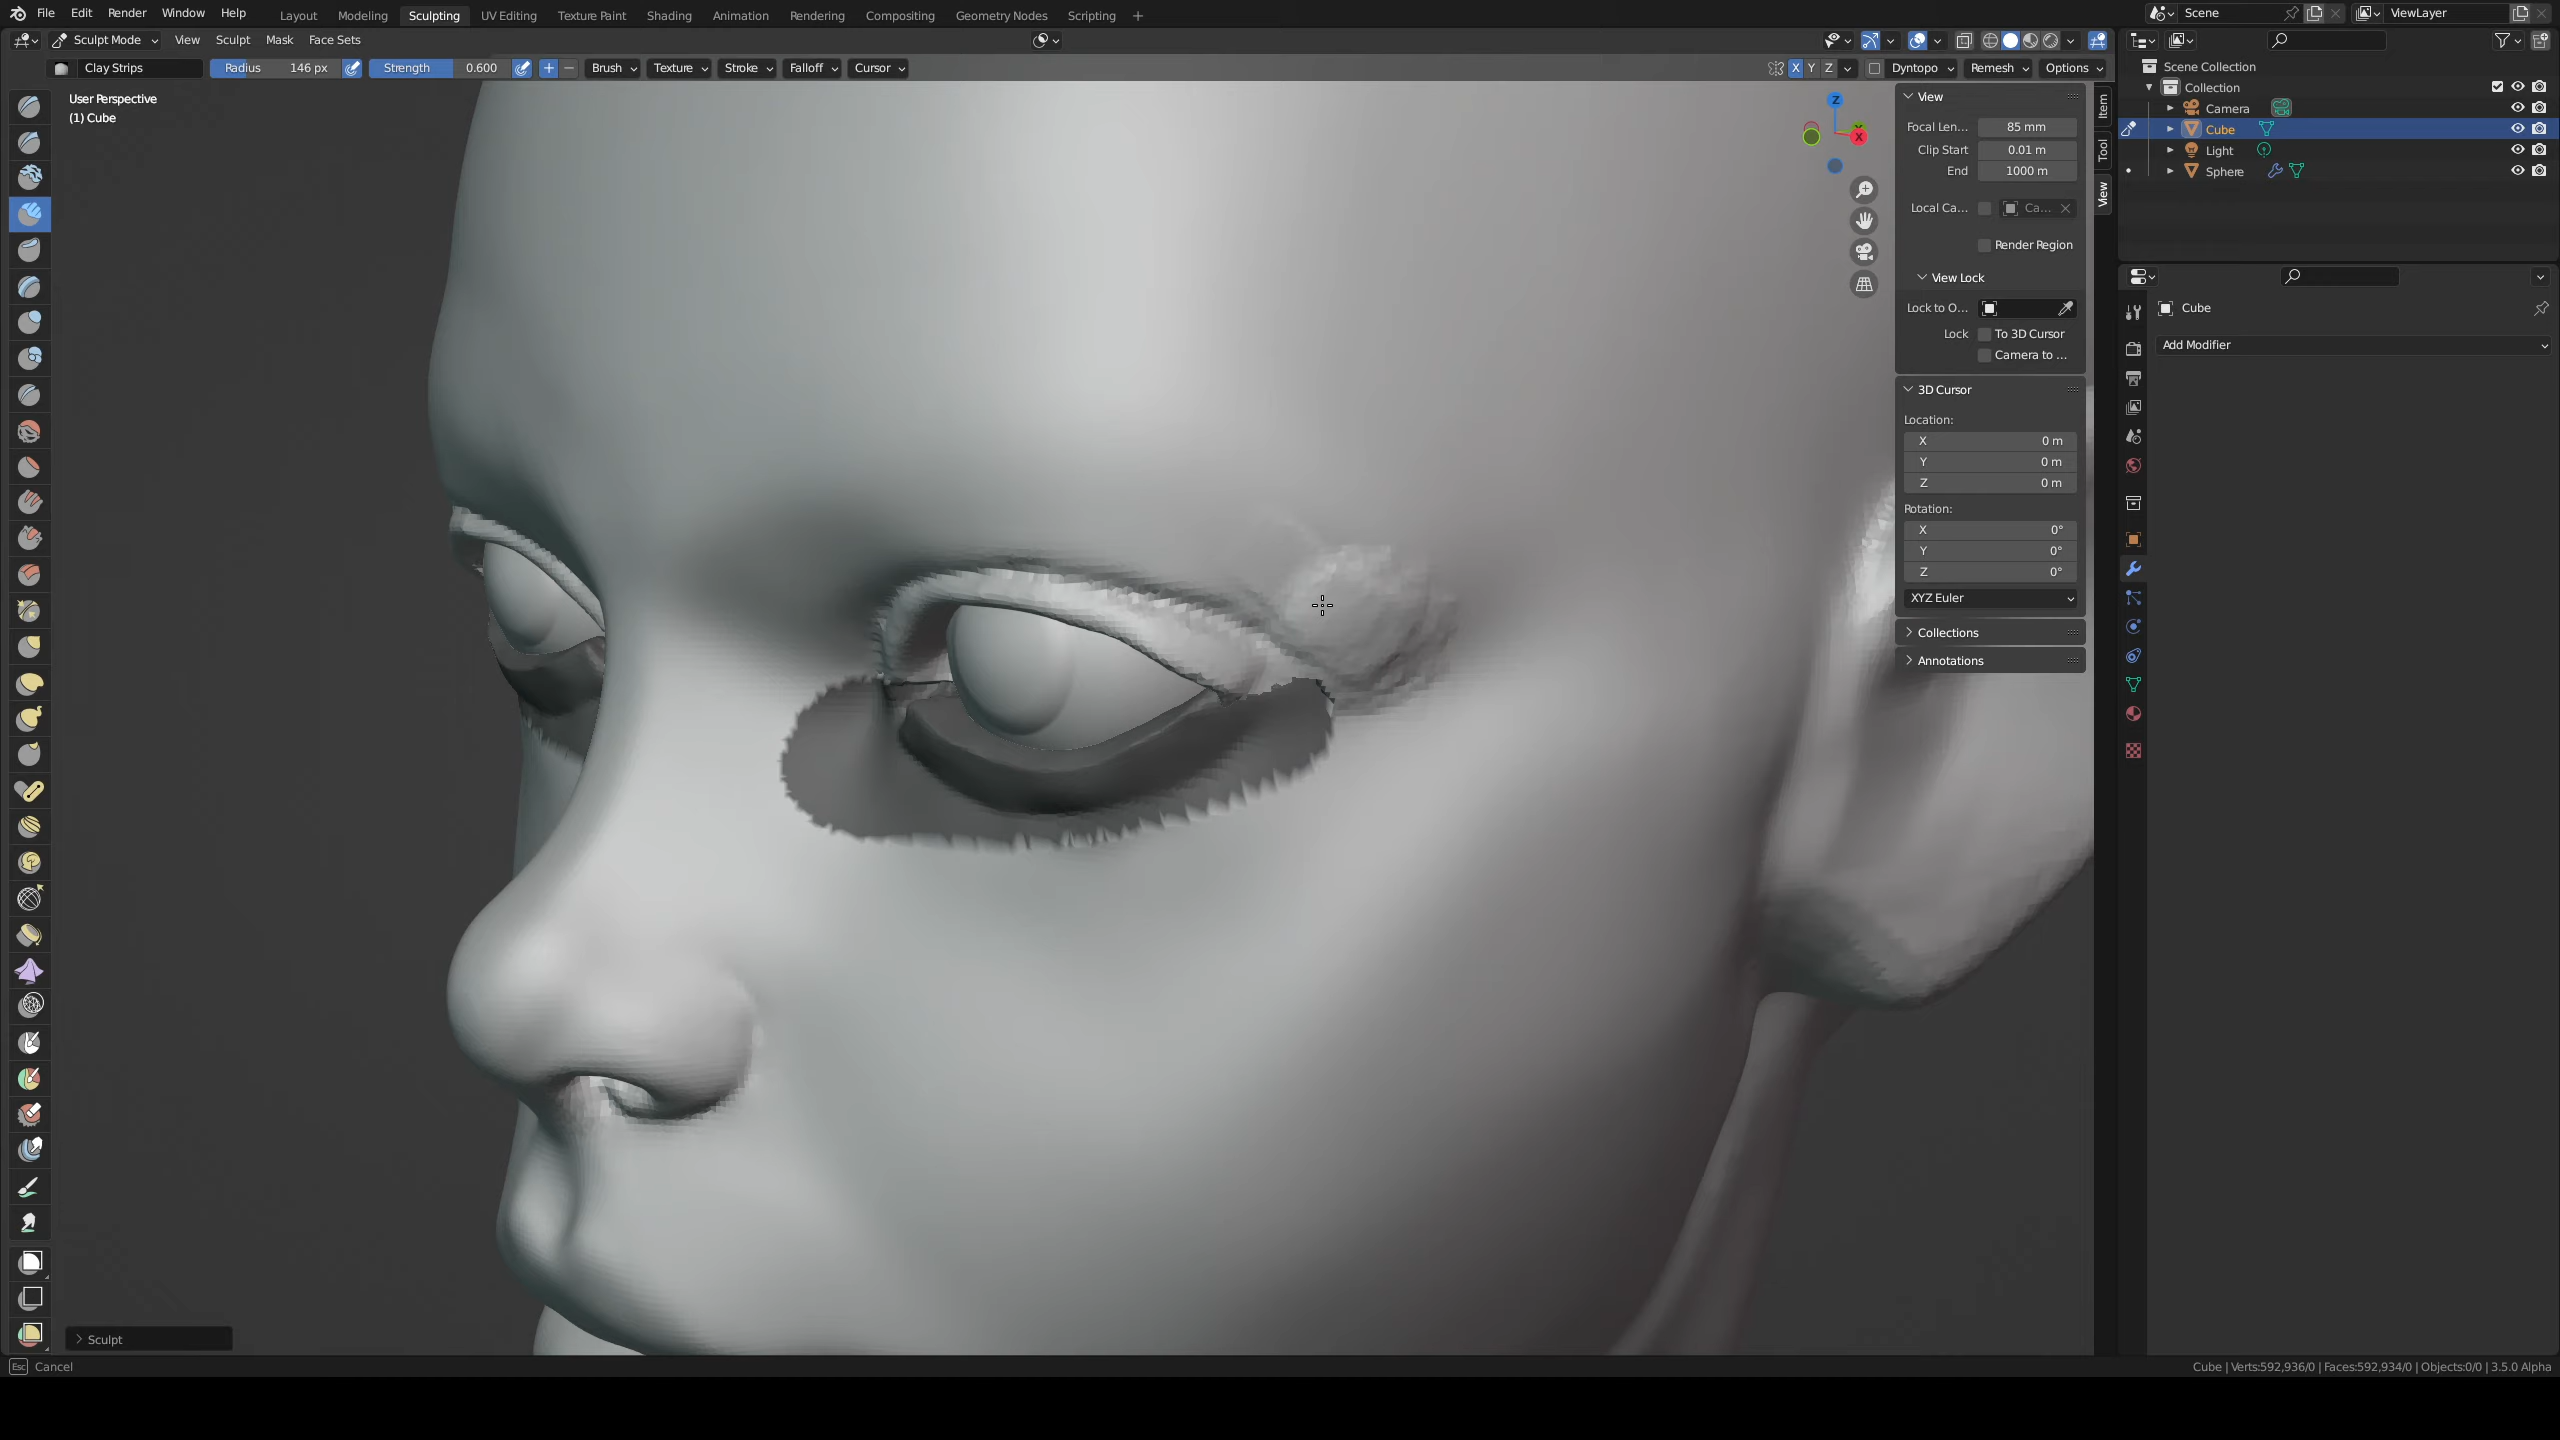 File Edit Render Window Help Layout Modeling Sculpting UV Editing Texture Paint Shading Animation Rendering Compositing Geometry Nodes Scripting + Scene ViewLayer
Sculpt Mode View Sculpt Mask Face Sets
Clay Strips Radius 146 px Strength 0.600 + − Brush Texture Stroke Falloff Cursor X Y Z Dyntopo Remesh Options
User Perspective
(1) Cube
Z
X
Item
Tool
View
View
Focal Len... 85 mm
Clip Start 0.01 m
End 1000 m
Local Ca... Ca...
Render Region
View Lock
Lock to O...
Lock To 3D Cursor
Camera to ...
3D Cursor
Location:
X 0 m
Y 0 m
Z 0 m
Rotation:
X 0°
Y 0°
Z 0°
XYZ Euler
Collections
Annotations
Scene Collection
Collection
Camera
Cube
Light
Sphere
Cube
Add Modifier
Sculpt
Esc Cancel
Cube | Verts:592,936/0 | Faces:592,934/0 | Objects:0/0 | 3.5.0 Alpha